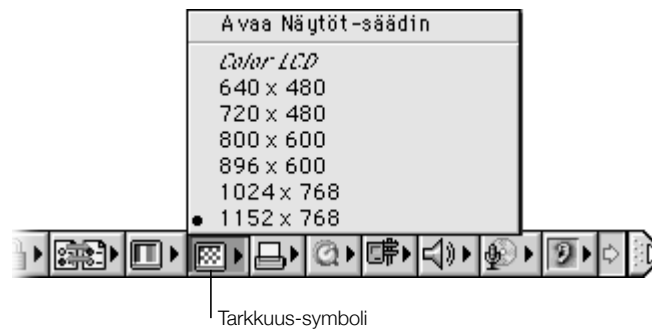 Avaa Näytöt-säädin
Color LCD
640 x 480
720 x 480
800 x 600
896 x 600
1024 x 768
• 1152 x 768
Tarkkuus-symboli